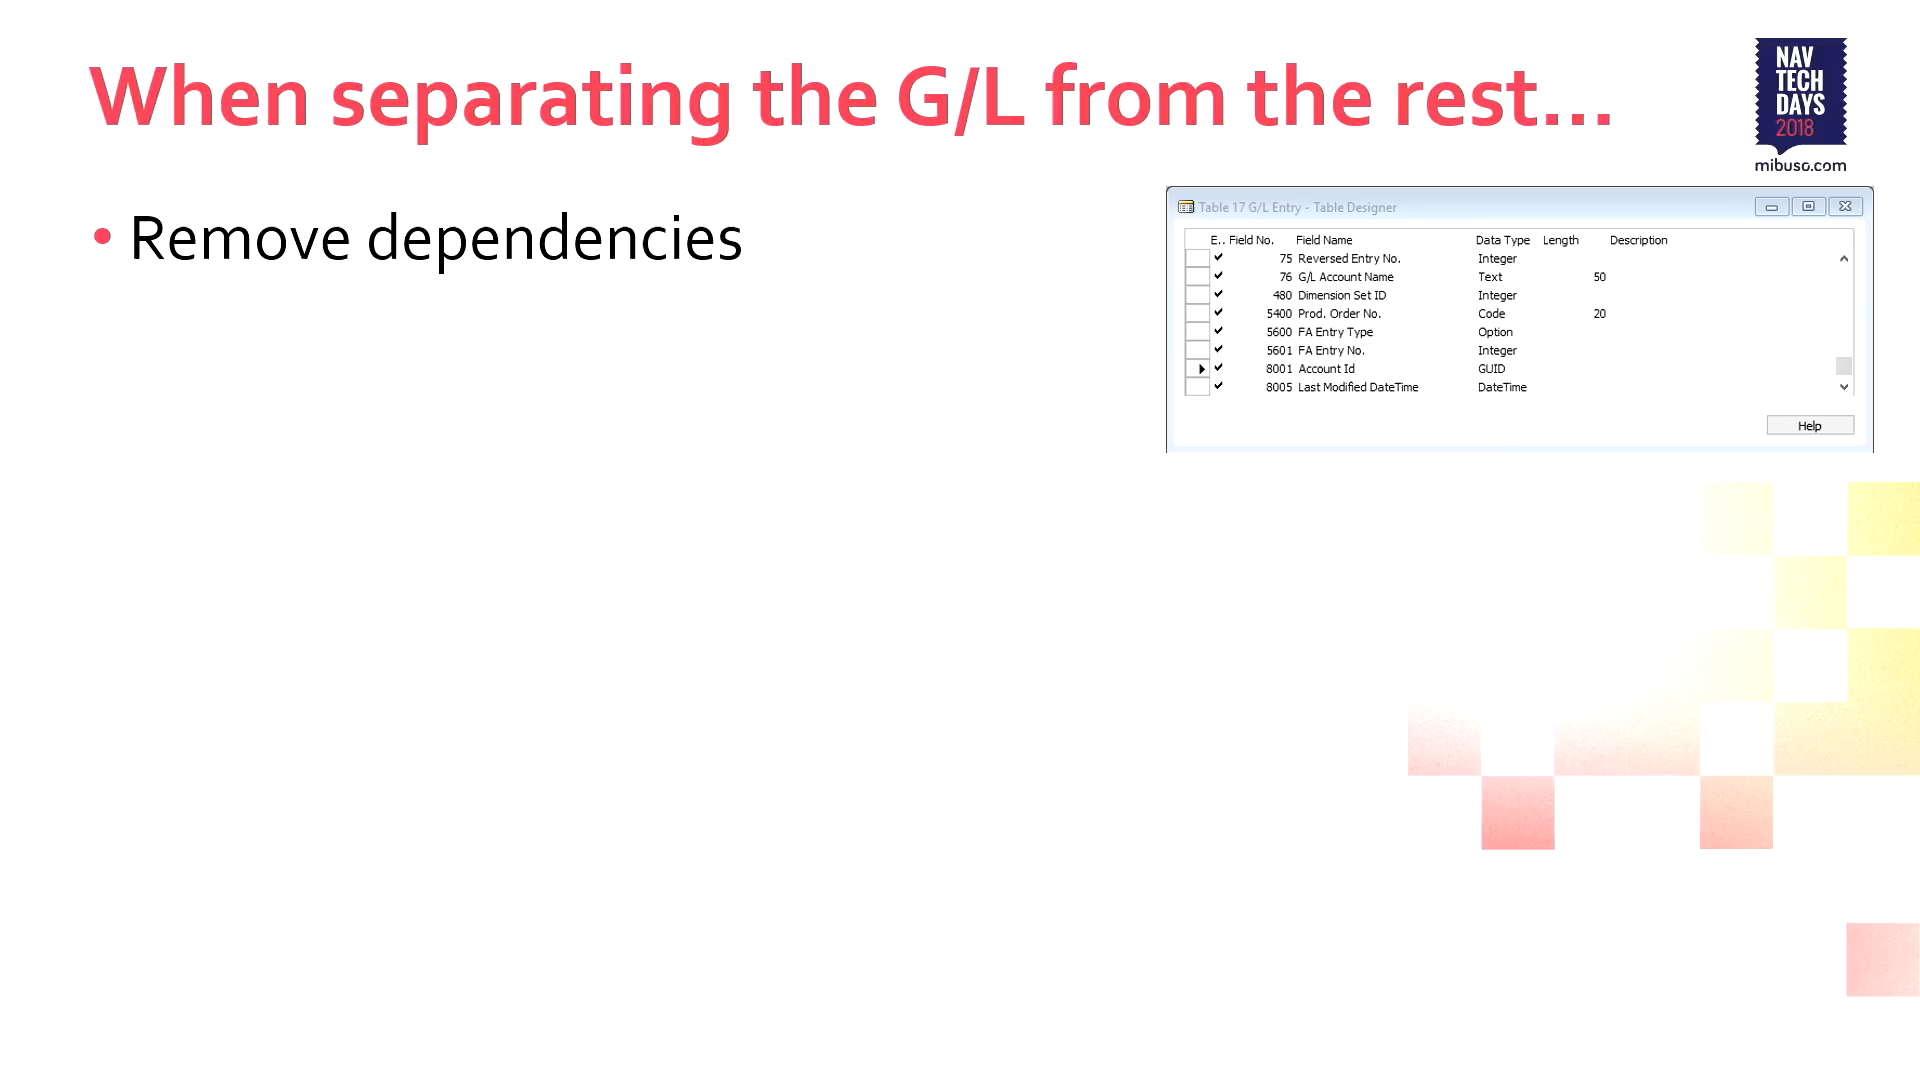 When separating the G/L from the rest...
NAV
TECH
DAYS
2018
mibuso.com
• Remove dependencies
Table 17 G/L Entry - Table Designer
E.. Field No. Field Name Data Type Length Description
75 Reversed Entry No. Integer
76 G/L Account Name Text 50
480 Dimension Set ID Integer
5400 Prod. Order No. Code 20
5600 FA Entry Type Option
5601 FA Entry No. Integer
8001 Account Id GUID
8005 Last Modified DateTime DateTime
Help